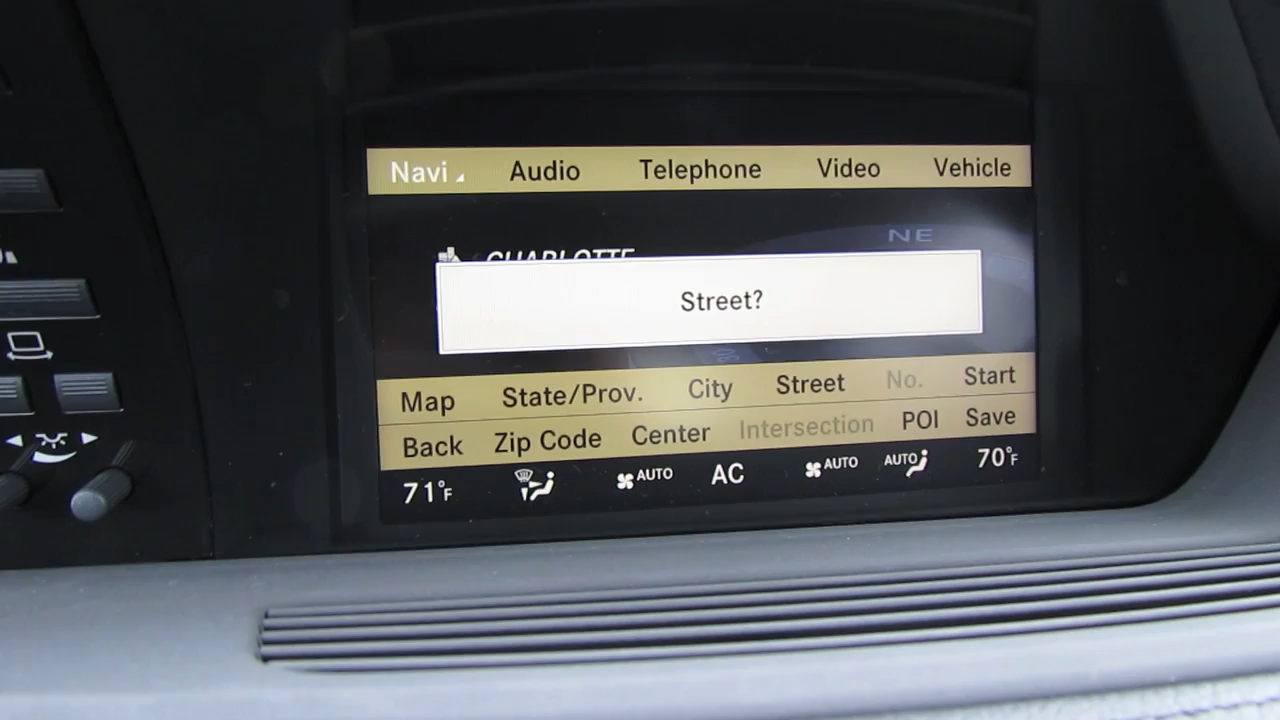 Navi Audio Telephone Video Vehicle
NE
CHARLOTTE
Street?
Map State/Prov. City Street No. Start
Back Zip Code Center Intersection POI Save
71°F AUTO AC AUTO AUTO 70°F